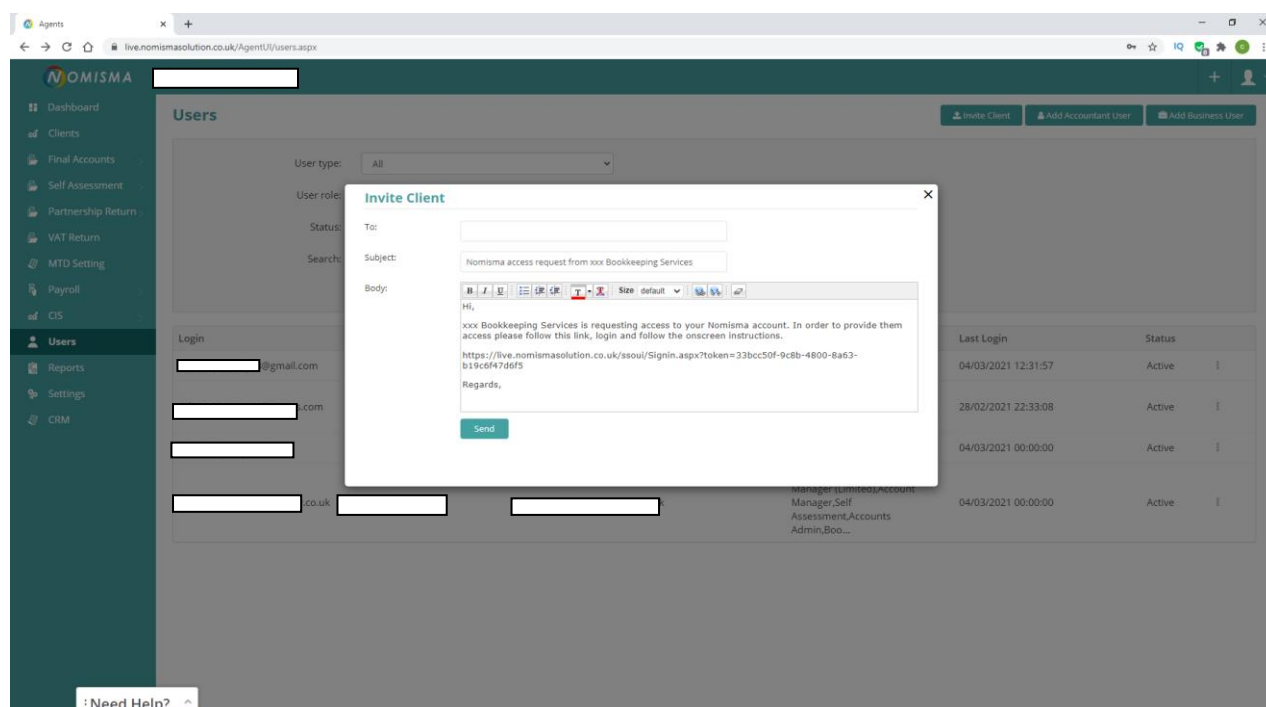 Agents
live.nomismasolution.co.uk/AgentUI/users.aspx
IQ
NOMISMA
Dashboard
Clients
Final Accounts
Self Assessment
Partnership Return
VAT Return
MTD Setting
Payroll
CIS
Users
Reports
Settings
CRM
Users
Invite Client
Add Accountant User
Add Business User
User type:
All
User role:
Status:
Search:
Invite Client
To:
Subject:
Nomisma access request from xxx Bookkeeping Services
Body:
B I U T Size default
Hi,
xxx Bookkeeping Services is requesting access to your Nomisma account. In order to provide them
access please follow this link, login and follow the onscreen instructions.
https://live.nomismasolution.co.uk/ssoui/Signin.aspx?token=33bcc50f-9c8b-4800-8a63-
b19c6f47d6f5
Regards,
Send
Login
Last Login
Status
@gmail.com
04/03/2021 12:31:57
Active
s.com
28/02/2021 22:33:08
Active
04/03/2021 00:00:00
Active
.co.uk
k
Manager (Limited),Account
Manager,Self
Assessment,Accounts
Admin,Boo...
04/03/2021 00:00:00
Active
Need Help?